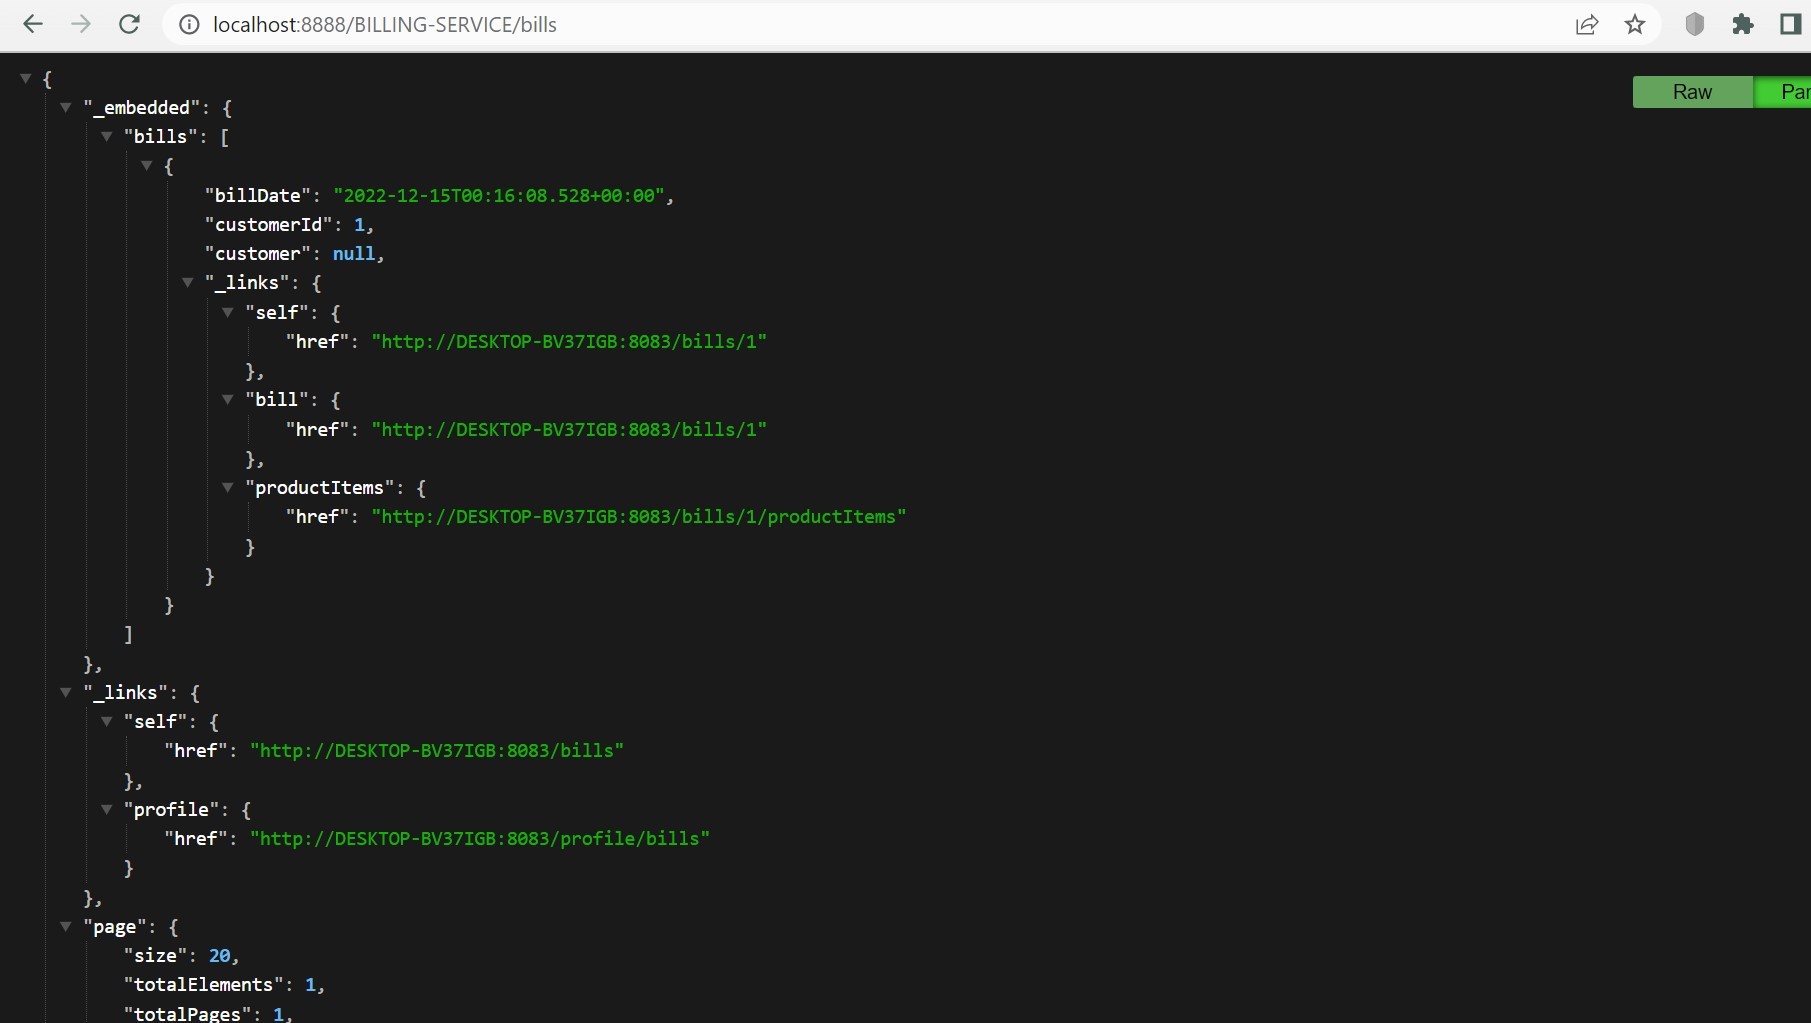 localhost:8888/BILLING-SERVICE/bills
{
Raw
"_embedded": {
"bills": [
{
"billDate": "2022-12-15T00:16:08.528+00:00",
"customerId": 1,
"customer": null,
"_links": {
"self": {
"href": "http://DESKTOP-BV37IGB:8083/bills/1"
},
"bill": {
"href": "http://DESKTOP-BV37IGB:8083/bills/1"
},
"productItems": {
"href": "http://DESKTOP-BV37IGB:8083/bills/1/productItems"
}
}
}
]
},
"_links": {
"self": {
"href": "http://DESKTOP-BV37IGB:8083/bills"
},
"profile": {
"href": "http://DESKTOP-BV37IGB:8083/profile/bills"
}
},
"page": {
"size": 20,
"totalElements": 1,
"totalPages": 1,